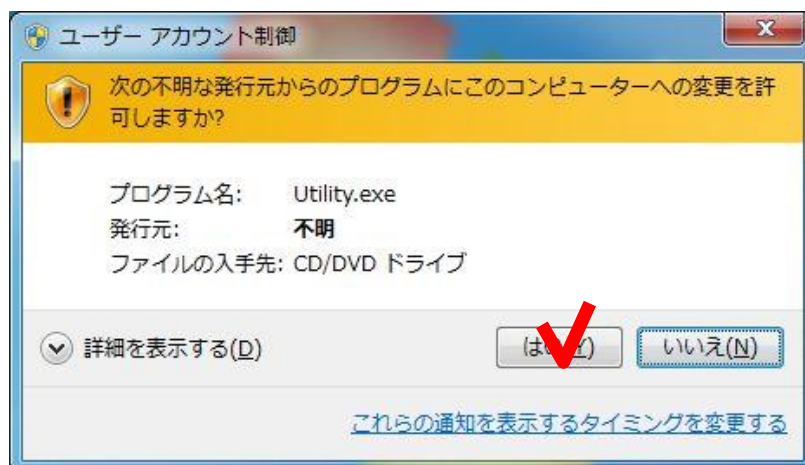 ユーザー アカウント制御
次の不明な発行元からのプログラムにこのコンピューターへの変更を許
可しますか?
プログラム名: Utility.exe
発行元: 不明
ファイルの入手先: CD/DVD ドライブ
詳細を表示する(D)
いいえ(N)
これらの通知を表示するタイミングを変更する